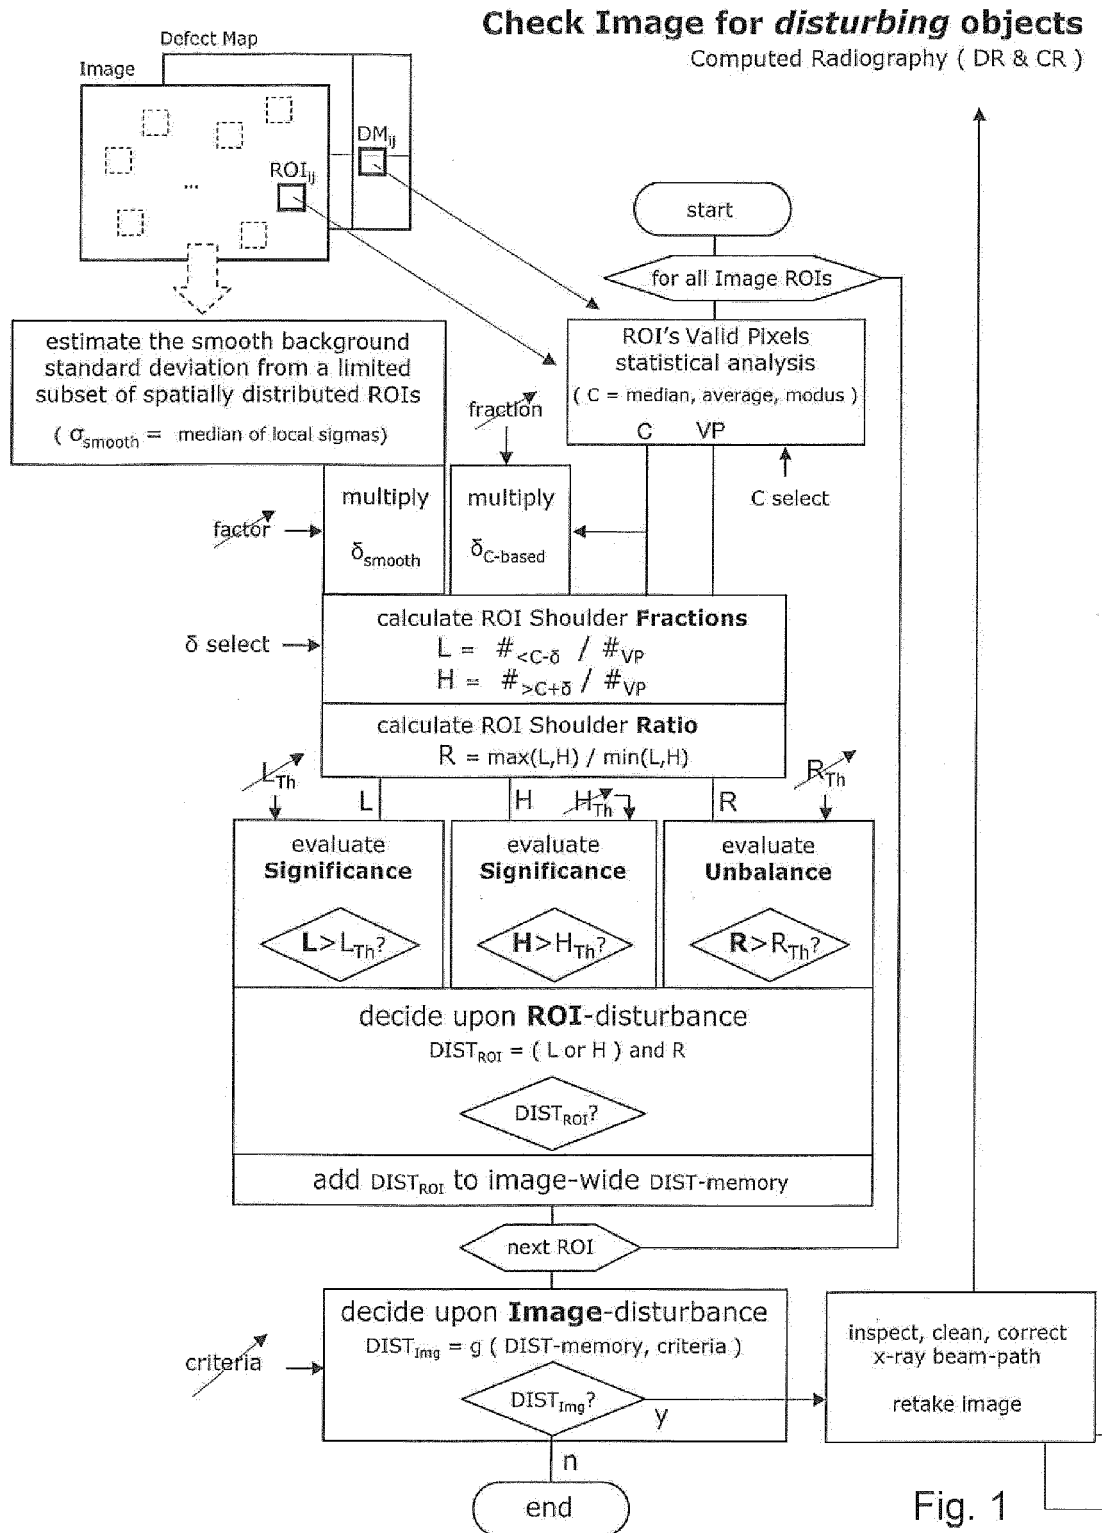 Check Image for disturbing objects
Computed Radiography ( DR & CR )
Defect Map
Image
DMij
ROIij
...
start
for all Image ROIs
ROI's Valid Pixels
statistical analysis
( C = median, average, modus )
C VP
C select
estimate the smooth background
standard deviation from a limited
subset of spatially distributed ROIs
( σsmooth = median of local sigmas)
fraction
multiply
δsmooth
multiply
δC-based
factor
δ select
calculate ROI Shoulder Fractions
L = #<C-δ / #VP
H = #>C+δ / #VP
calculate ROI Shoulder Ratio
R = max(L,H) / min(L,H)
LTh
L
H
HTh
R
RTh
evaluate
Significance
L>LTh?
evaluate
Significance
H>HTh?
evaluate
Unbalance
R>RTh?
decide upon ROI-disturbance
DISTROI = ( L or H ) and R
DISTROI?
add DISTROI to image-wide DIST-memory
next ROI
decide upon Image-disturbance
DISTImg = g ( DIST-memory, criteria )
criteria
DISTImg?
y
n
end
inspect, clean, correct
x-ray beam-path
retake image
Fig. 1